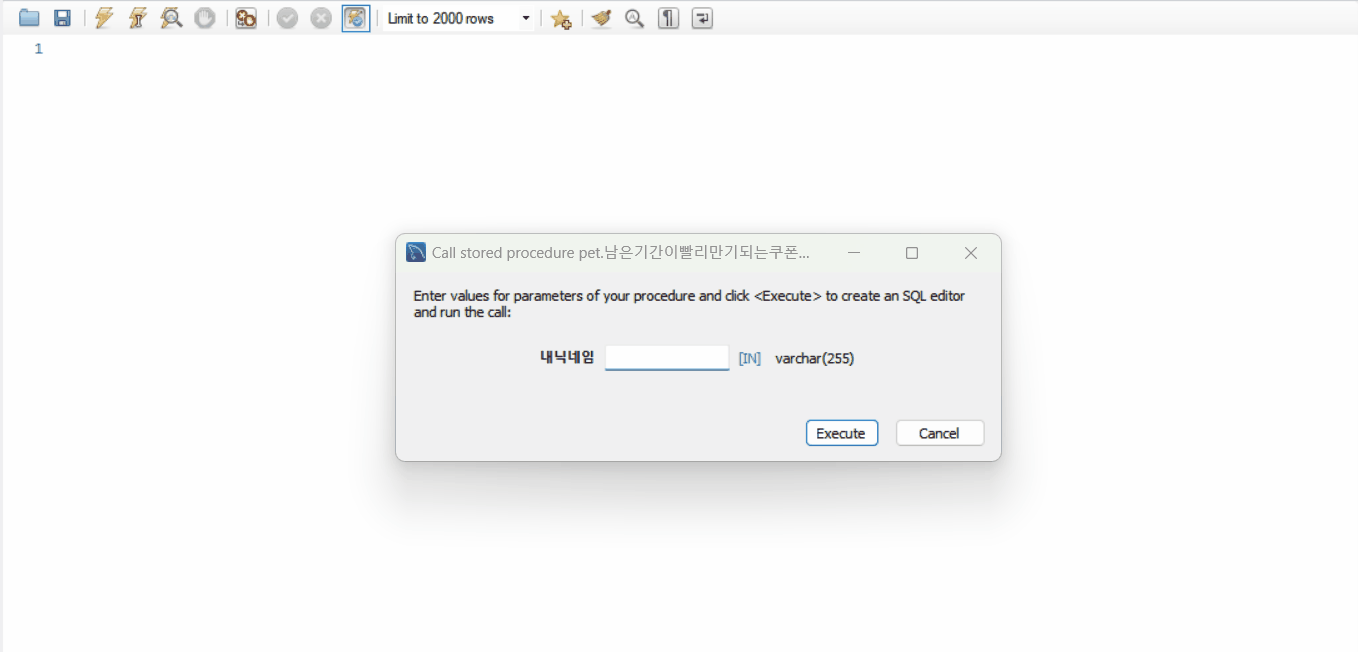 Limit to 2000 rows
1
Call stored procedure pet.남은기간이빨리만기되는쿠폰...
Enter values for parameters of your procedure and click <Execute> to create an SQL editor
and run the call:
내닉네임 [IN] varchar(255)
Execute Cancel